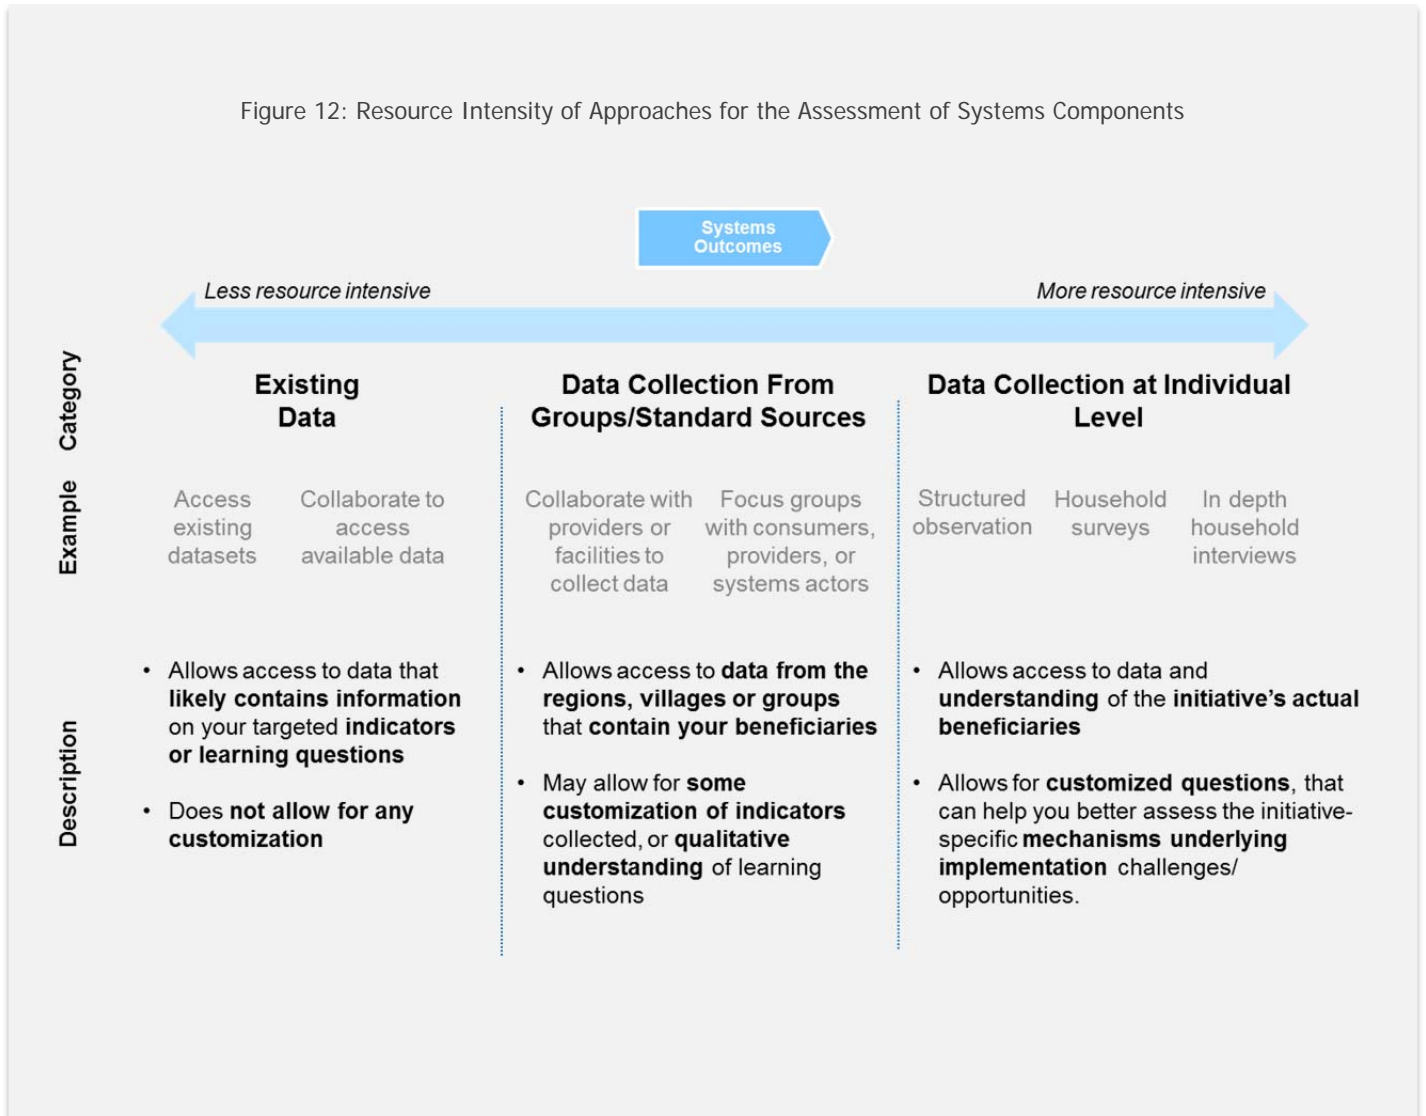 Figure 12: Resource Intensity of Approaches for the Assessment of Systems Components
Systems
Outcomes
Less resource intensive
More resource intensive
Category
Existing
Data
Data Collection From
Groups/Standard Sources
Data Collection at Individual
Level
Example
Access
existing
datasets
Collaborate to
access
available data
Collaborate with
providers or
facilities to
collect data
Focus groups
with consumers,
providers, or
systems actors
Structured
observation
Household
surveys
In depth
household
interviews
Description
• Allows access to data that
likely contains information
on your targeted indicators
or learning questions
• Does not allow for any
customization
• Allows access to data from the
regions, villages or groups
that contain your beneficiaries
• May allow for some
customization of indicators
collected, or qualitative
understanding of learning
questions
• Allows access to data and
understanding of the initiative’s actual
beneficiaries
• Allows for customized questions, that
can help you better assess the initiative-
specific mechanisms underlying
implementation challenges/
opportunities.